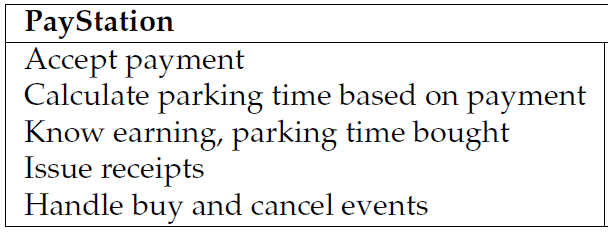 PayStation
Accept payment
Calculate parking time based on payment
Know earning, parking time bought
Issue receipts
Handle buy and cancel events